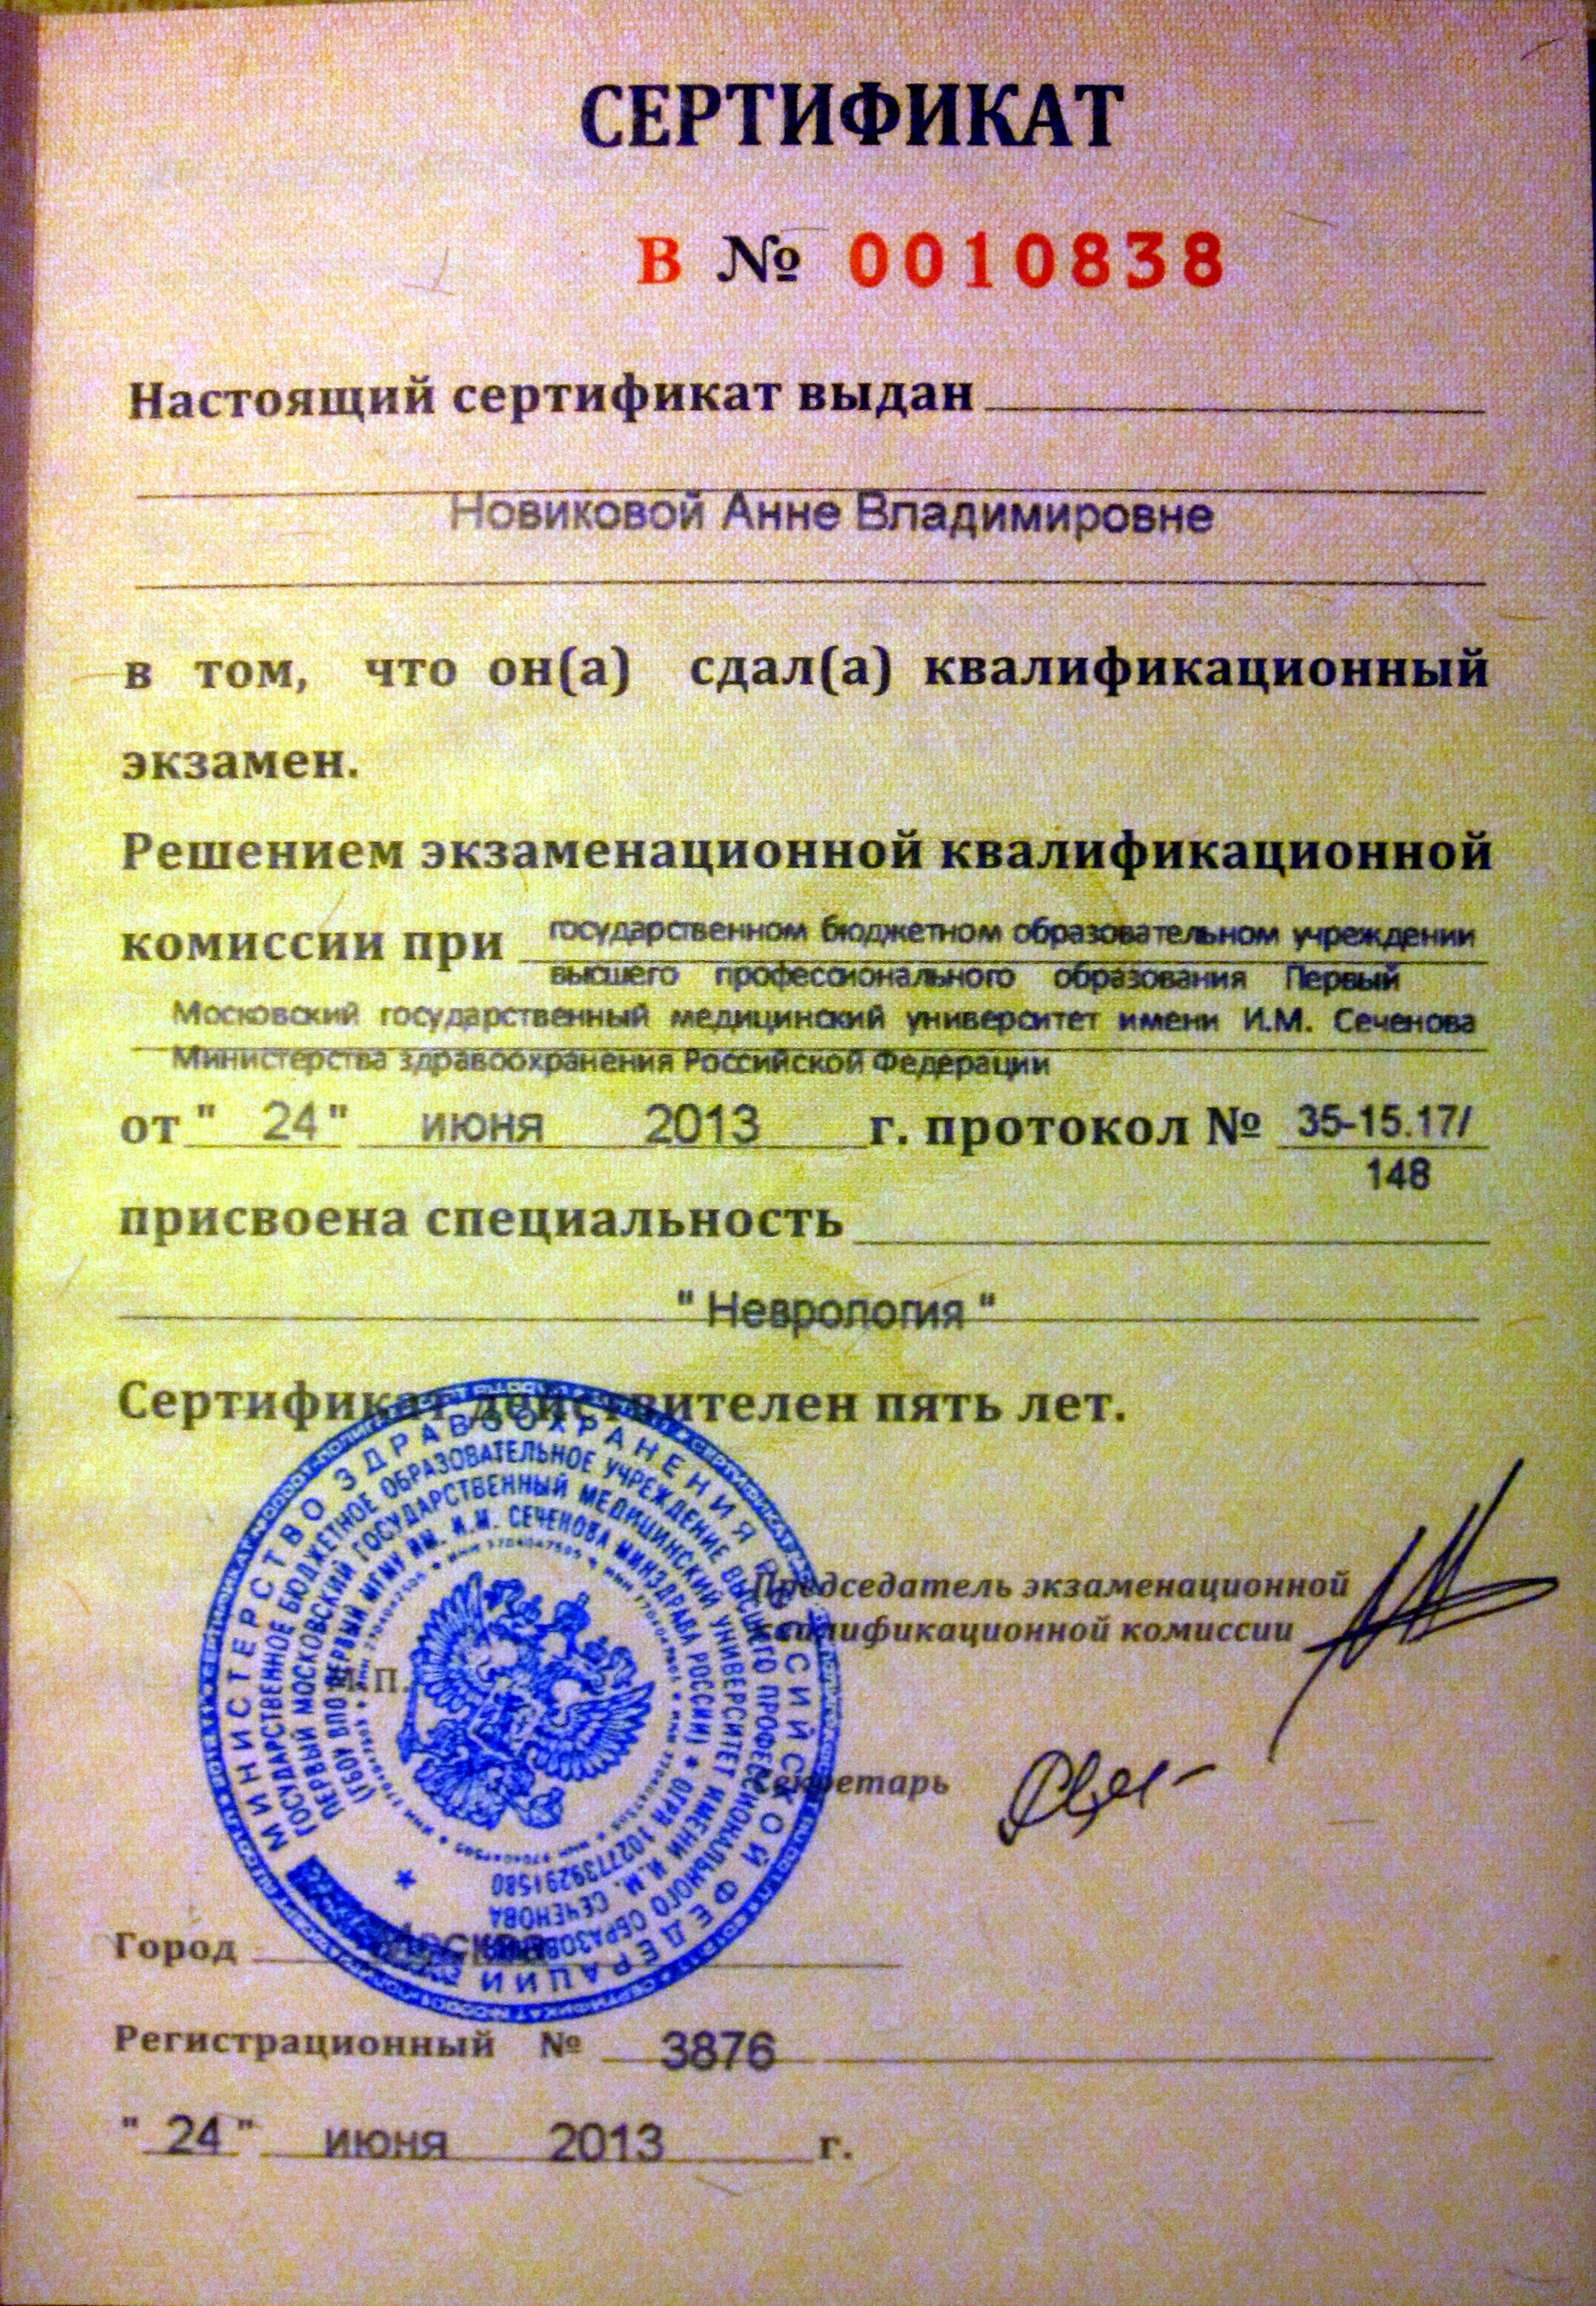 СЕРТИФИКАТ
В № 0010838
Настоящий сертификат выдан
Новиковой Анне Владимировне
в том, что он(а) сдал(а) квалификационный
экзамен.
Решением экзаменационной квалификационной
комиссии при государственном бюджетном образовательном учреждении
высшего профессионального образования Первый
Московский государственный медицинский университет имени И.М. Сеченова
Министерства здравоохранения Российской Федерации
от " 24 " июня 2013 г. протокол № 35-15.17/
148
присвоена специальность
" Неврология "
Сертификат действителен пять лет.
МИНИСТЕРСТВО ЗДРАВООХРАНЕНИЯ РОССИЙСКОЙ ФЕДЕРАЦИИ
ГОСУДАРСТВЕННОЕ БЮДЖЕТНОЕ ОБРАЗОВАТЕЛЬНОЕ УЧРЕЖДЕНИЕ ВЫСШЕГО ПРОФЕССИОНАЛЬНОГО ОБРАЗОВАНИЯ
ПЕРВЫЙ МОСКОВСКИЙ ГОСУДАРСТВЕННЫЙ МЕДИЦИНСКИЙ УНИВЕРСИТЕТ ИМЕНИ И.М. СЕЧЕНОВА
(ГБОУ ВПО ПЕРВЫЙ МГМУ ИМ. И.М. СЕЧЕНОВА МИНЗДРАВА РОССИИ) * ОГРН 1027739291580
Председатель экзаменационной
квалификационной комиссии
М.П.
Секретарь
Город Москва
Регистрационный № 3876
" 24 " июня 2013 г.